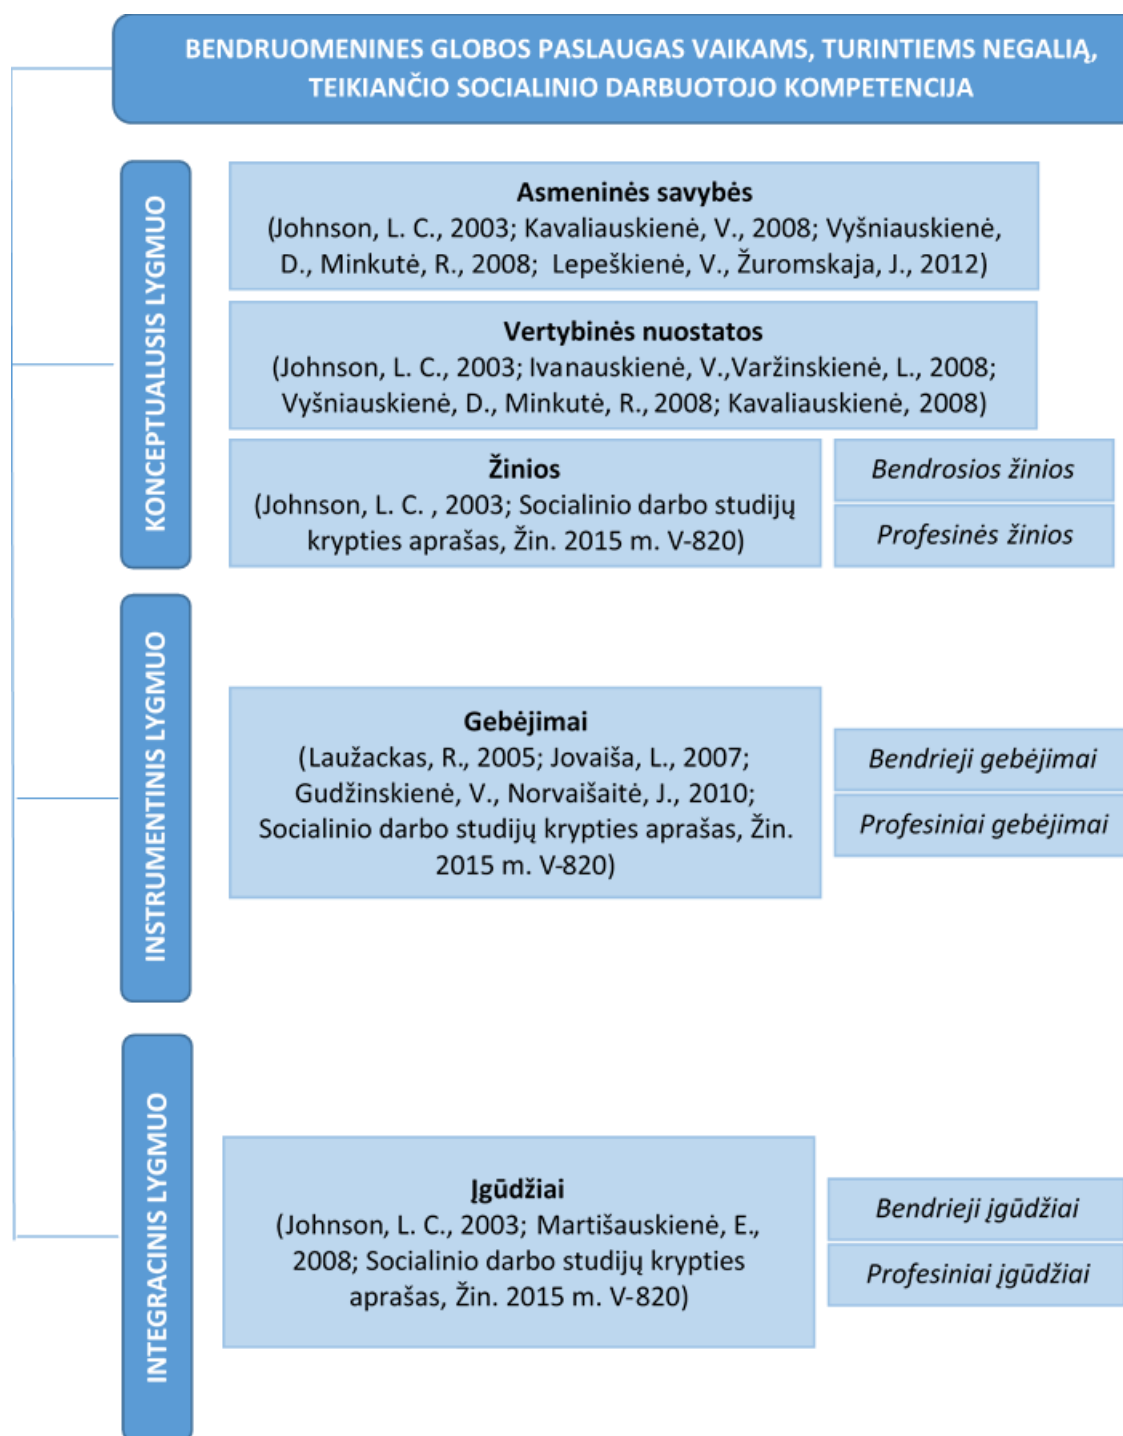 BENDRUOMENINES GLOBOS PASLAUGAS VAIKAMS, TURINTIEMS NEGALIĄ,
TEIKIANČIO SOCIALINIO DARBUOTOJO KOMPETENCIJA
KONCEPTUALUSIS LYGMUO
Asmeninės savybės
(Johnson, L. C., 2003; Kavaliauskienė, V., 2008; Vyšniauskienė,
D., Minkutė, R., 2008; Lepeškienė, V., Žuromskaja, J., 2012)
Vertybinės nuostatos
(Johnson, L. C., 2003; Ivanauskienė, V.,Varžinskienė, L., 2008;
Vyšniauskienė, D., Minkutė, R., 2008; Kavaliauskienė, 2008)
Žinios
(Johnson, L. C. , 2003; Socialinio darbo studijų
krypties aprašas, Žin. 2015 m. V-820)
Bendrosios žinios
Profesinės žinios
INSTRUMENTINIS LYGMUO
Gebėjimai
(Laužackas, R., 2005; Jovaiša, L., 2007;
Gudžinskienė, V., Norvaišaitė, J., 2010;
Socialinio darbo studijų krypties aprašas, Žin.
2015 m. V-820)
Bendrieji gebėjimai
Profesiniai gebėjimai
INTEGRACINIS LYGMUO
Įgūdžiai
(Johnson, L. C., 2003; Martišauskienė, E.,
2008; Socialinio darbo studijų krypties
aprašas, Žin. 2015 m. V-820)
Bendrieji įgūdžiai
Profesiniai įgūdžiai